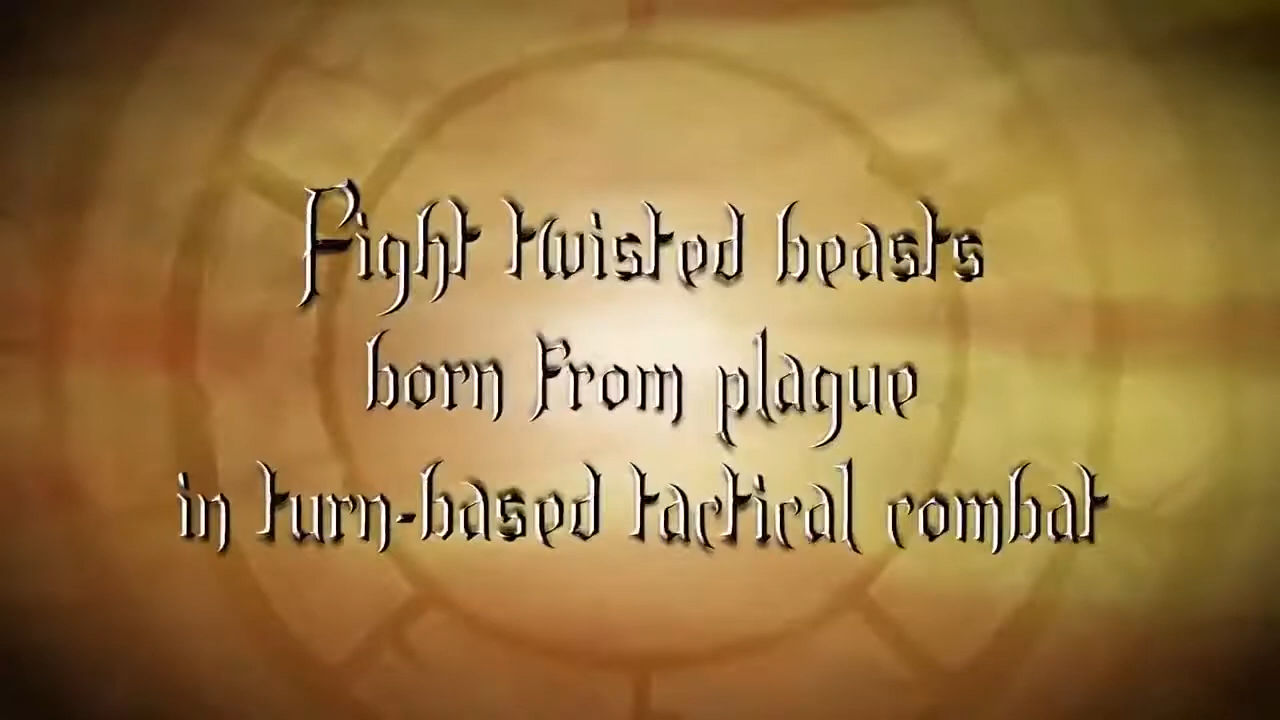 Fight twisted beasts
born from plague
in turn-based tactical combat